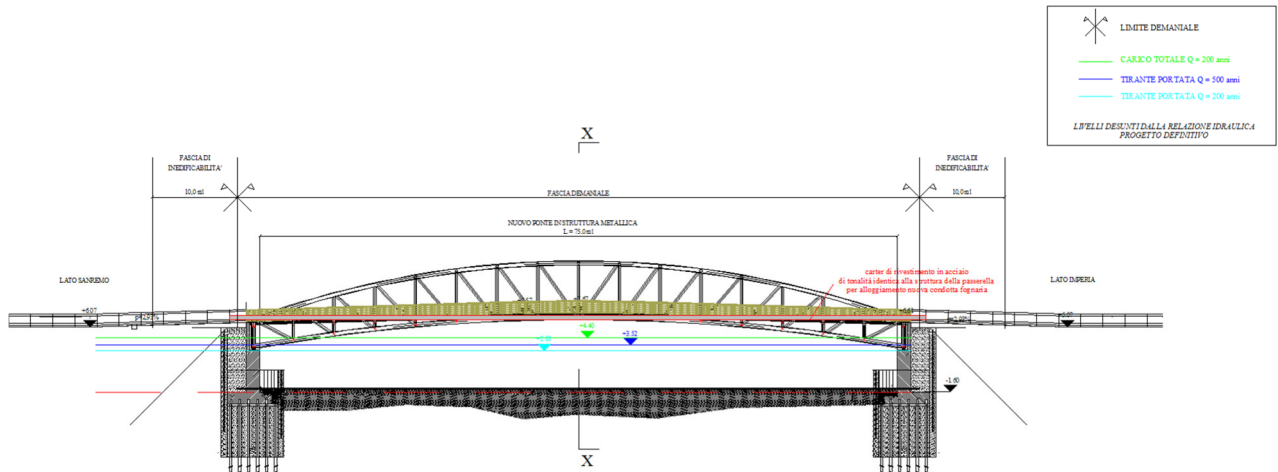 LIMITE DEMANIALE
CARICO TOTALE Q = 200 anni
TIRANTE PORTATA Q = 500 anni
TIRANTE PORTATA Q = 200 anni
LIVELLI DESUNTI DALLA RELAZIONE IDRAULICA
PROGETTO DEFINITIVO
X
FASCIA DI
INEDIFICABILITA'
10,0 ml
FASCIA DEMANIALE
FASCIA DI
INEDIFICABILITA'
10,0 ml
NUOVO PONTE IN STRUTTURA METALLICA
L = 75,0 ml
LATO SANREMO
carter di rivestimento in acciaio
di tonalità identica alla struttura della passerella
per alloggiamento nuova condotta fognaria
LATO IMPERIA
+6.07
+4.40
+3.52
-1.60
X